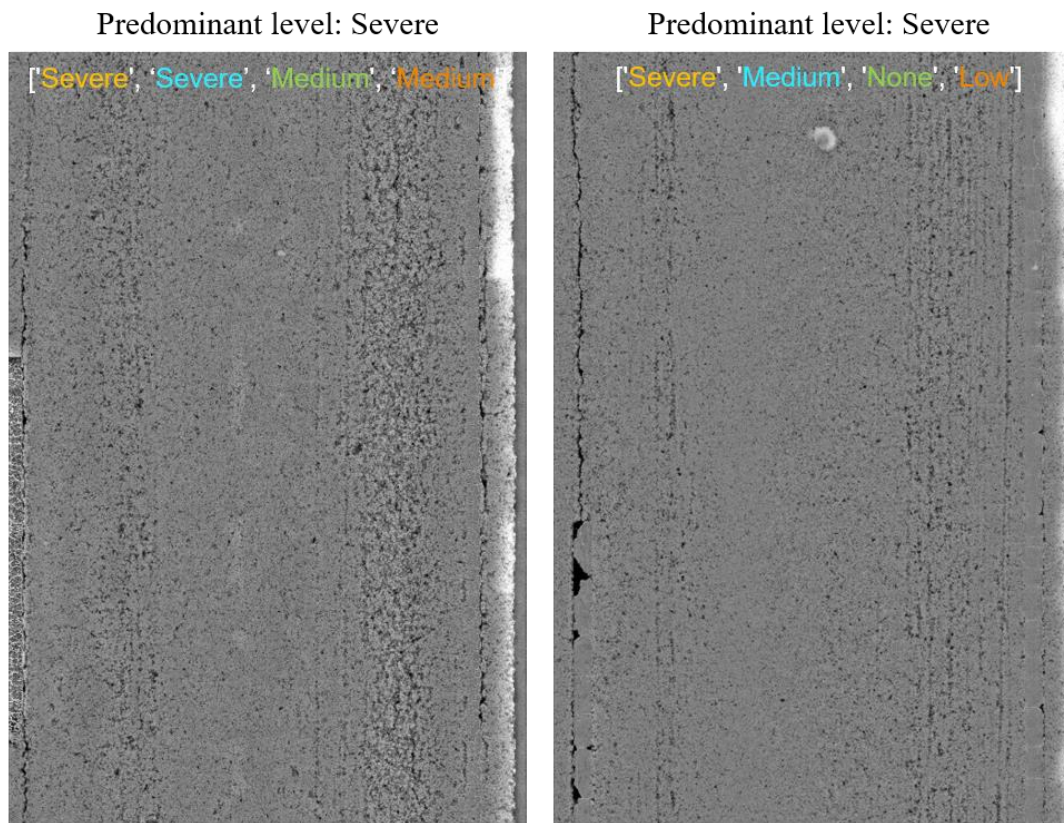 Predominant level: Severe
['Severe', ‘Severe’, 'Medium', ‘Medium’]
Predominant level: Severe
['Severe', 'Medium', 'None', 'Low']